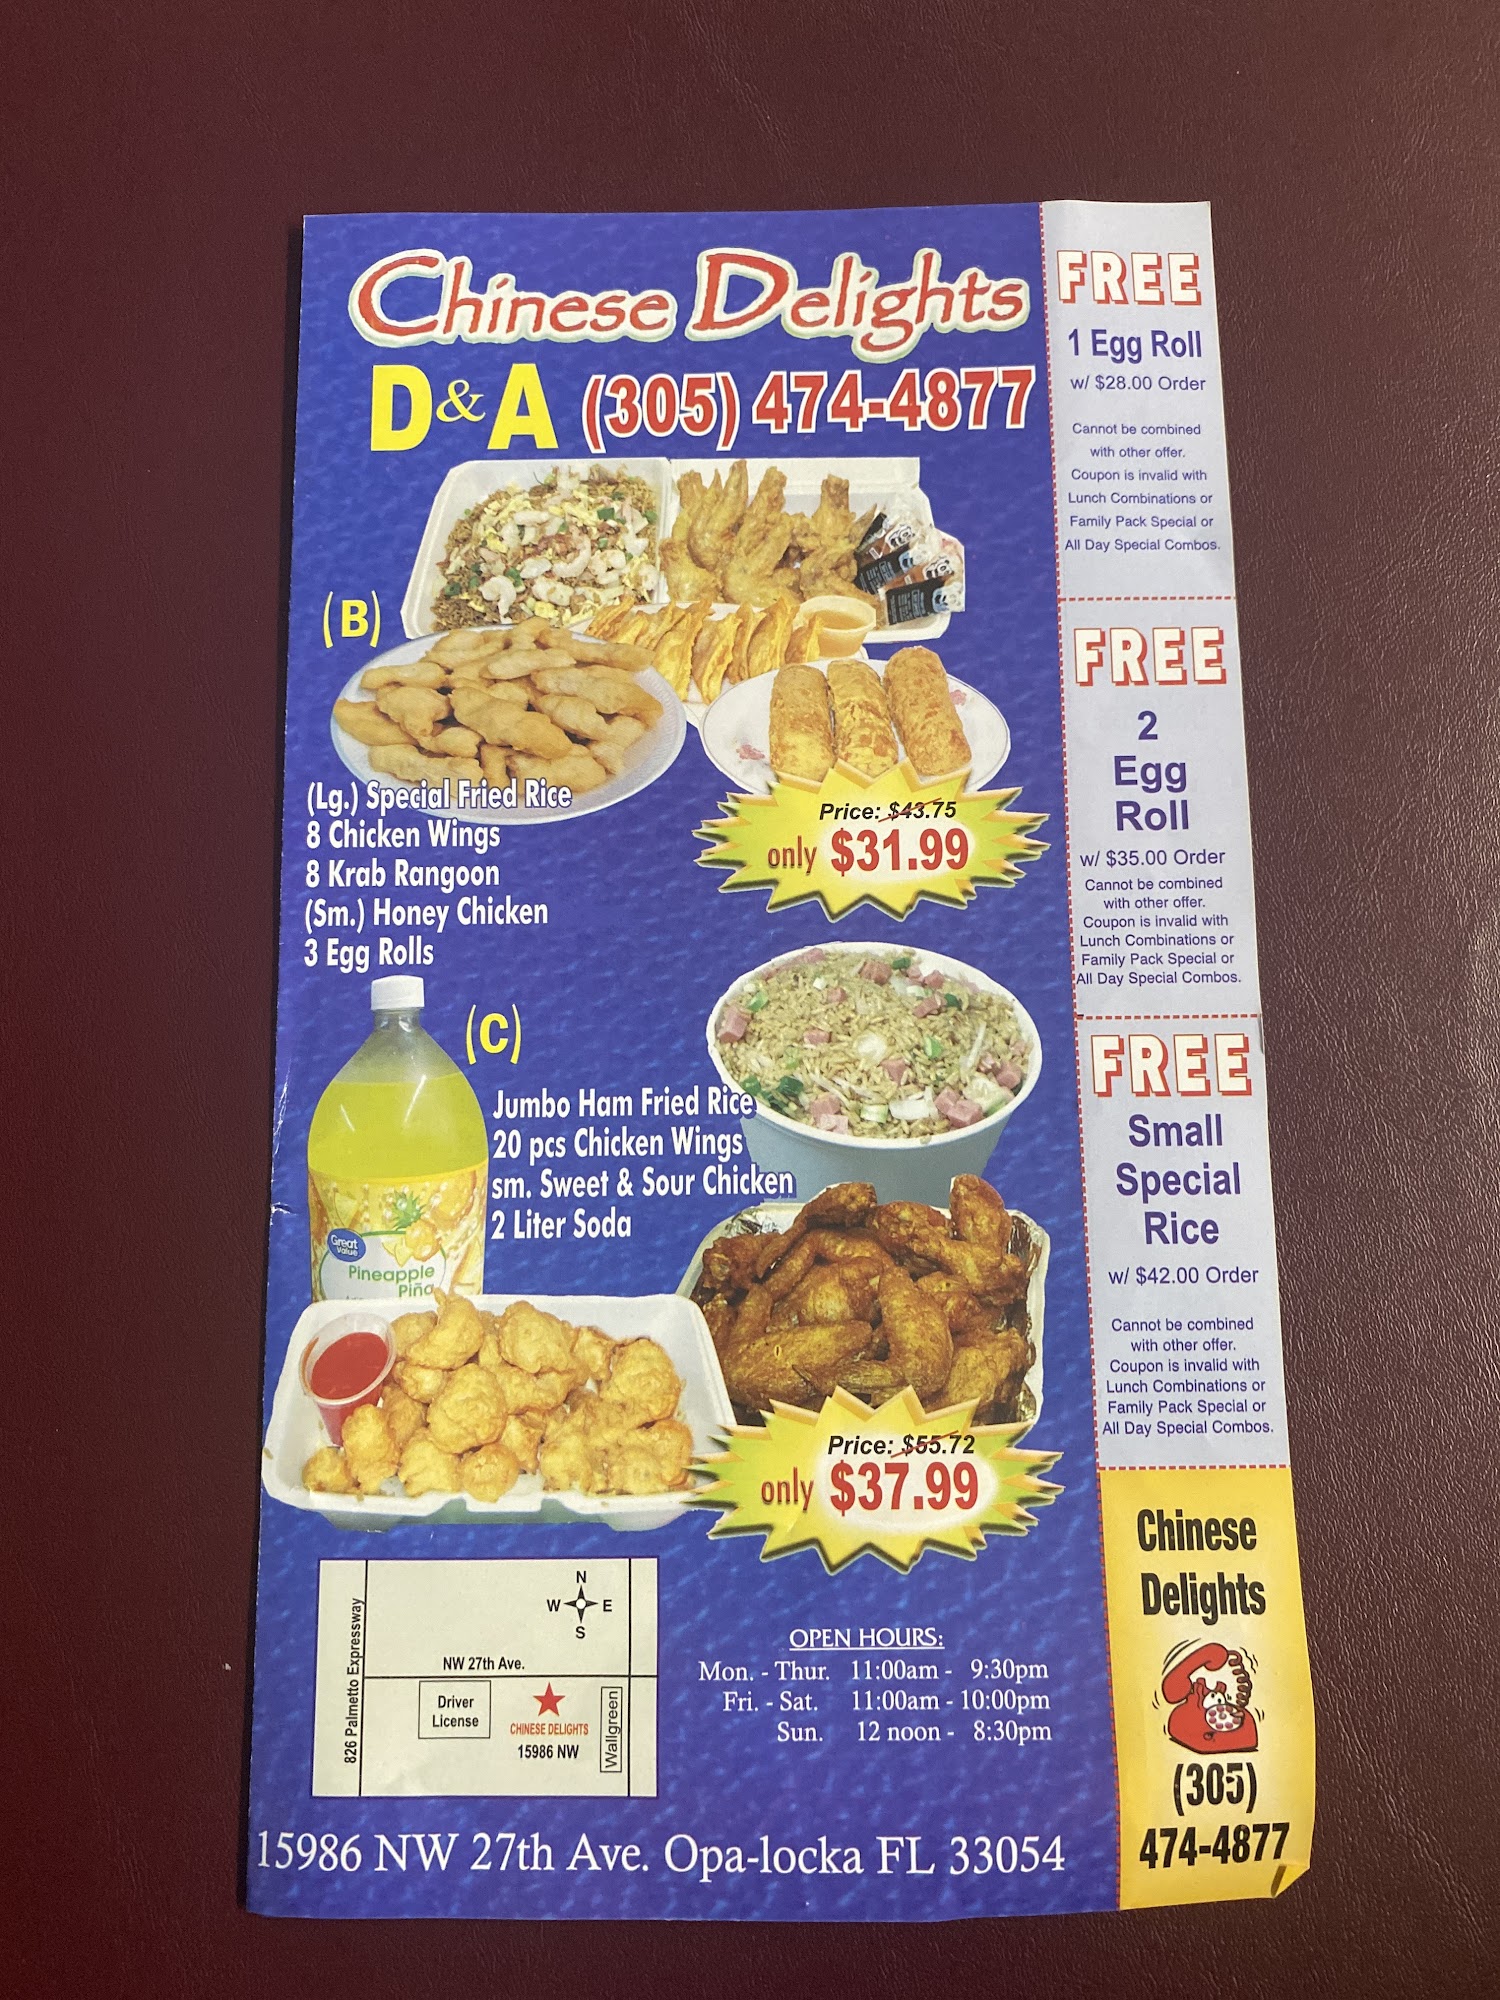 Chinese Delights
D&A (305) 474-4877
(B)
(Lg.) Special Fried Rice
8 Chicken Wings
8 Krab Rangoon
(Sm.) Honey Chicken
3 Egg Rolls
Price: $43.75
only $31.99
(C)
Jumbo Ham Fried Rice
20 pcs Chicken Wings
sm. Sweet & Sour Chicken
2 Liter Soda
Great
Value
Pineapple
Piña
Price: $55.72
only $37.99
826 Palmetto Expressway
N
W E
S
NW 27th Ave.
Driver
License
CHINESE DELIGHTS
15986 NW
Wallgreen
OPEN HOURS:
Mon. - Thur. 11:00am - 9:30pm
Fri. - Sat. 11:00am - 10:00pm
Sun. 12 noon - 8:30pm
15986 NW 27th Ave. Opa-locka FL 33054
FREE
1 Egg Roll
w/ $28.00 Order
Cannot be combined
with other offer.
Coupon is invalid with
Lunch Combinations or
Family Pack Special or
All Day Special Combos.
FREE
2
Egg
Roll
w/ $35.00 Order
Cannot be combined
with other offer.
Coupon is invalid with
Lunch Combinations or
Family Pack Special or
All Day Special Combos.
FREE
Small
Special
Rice
w/ $42.00 Order
Cannot be combined
with other offer.
Coupon is invalid with
Lunch Combinations or
Family Pack Special or
All Day Special Combos.
Chinese
Delights
(305)
474-4877